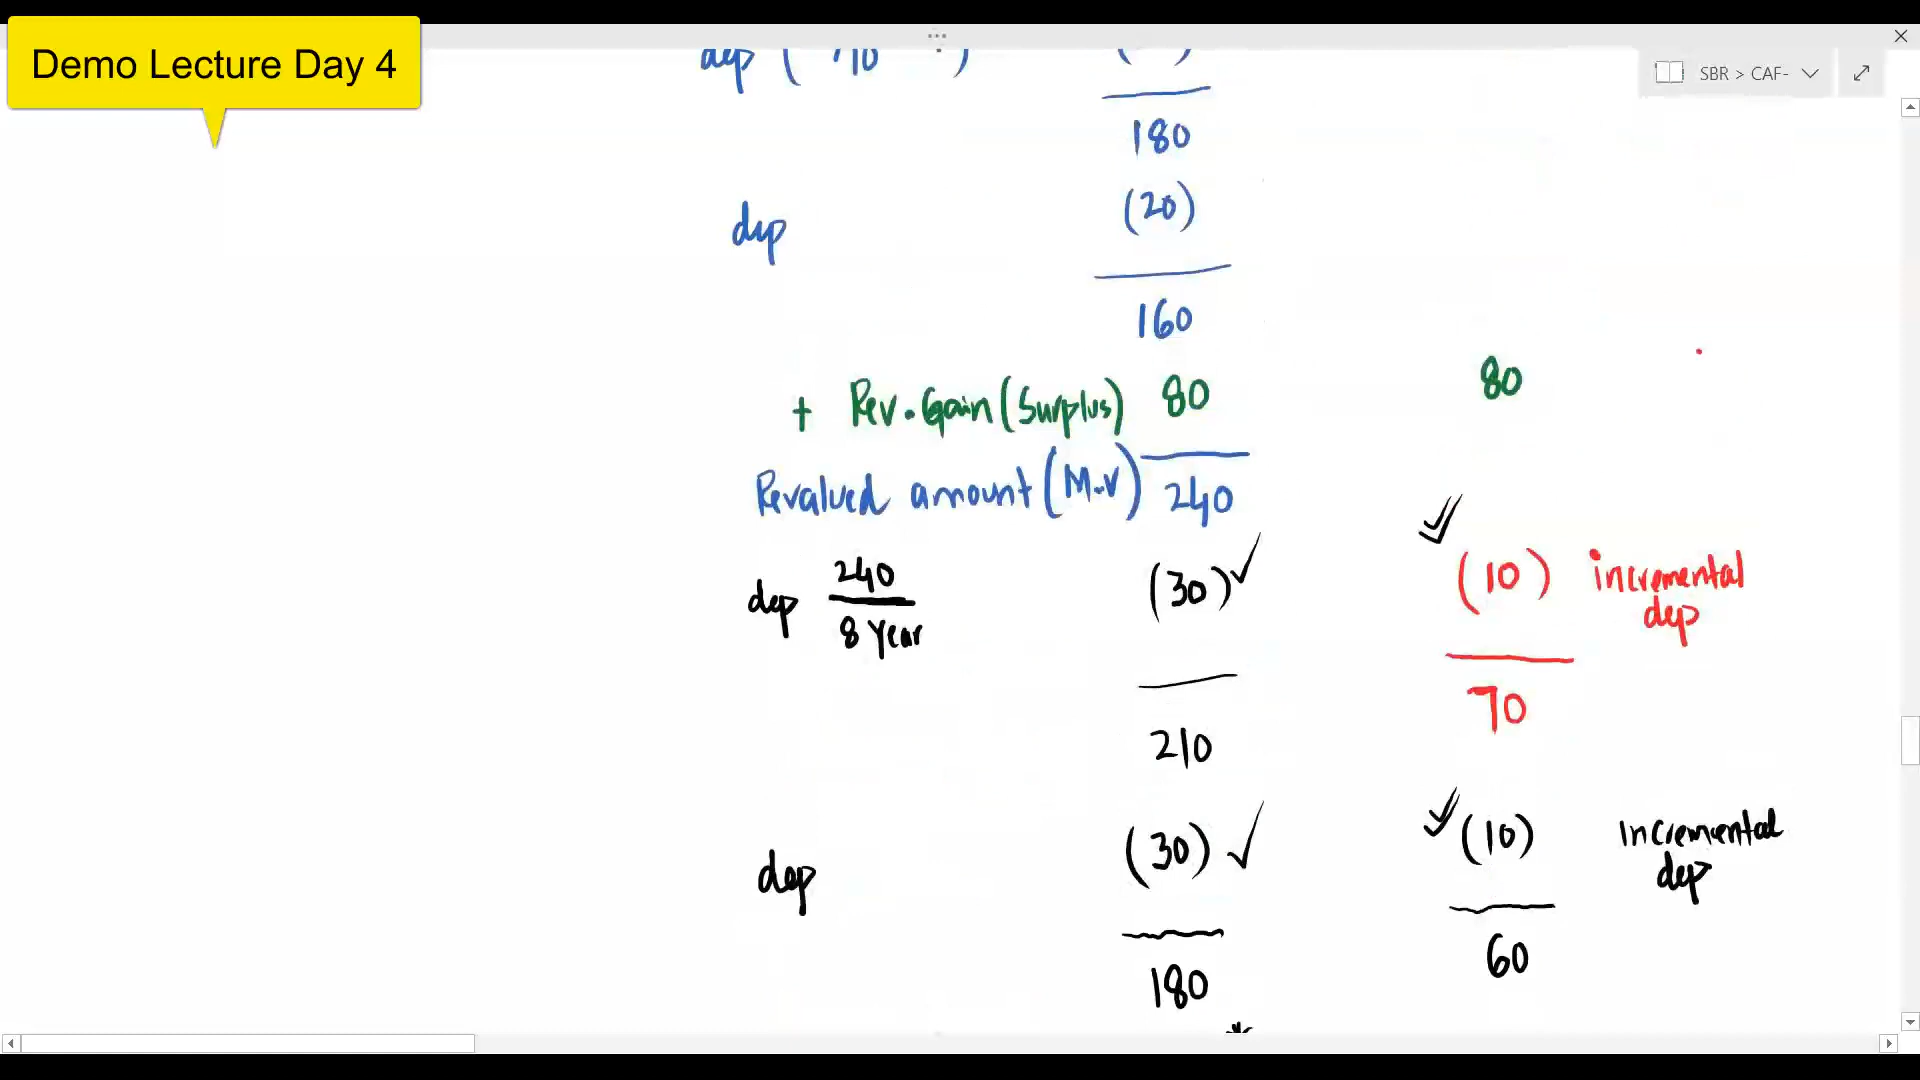 Demo Lecture Day 4
SBR > CAF-
dep (
180
dep (20)
160
+ Rev. Gain (Surplus) 80 80
Revalued amount (M.V) 240
dep 240 / 8 year (30) ✓ (10) incremental dep
70
210
dep (30) ✓ (10) incremental dep
60
180